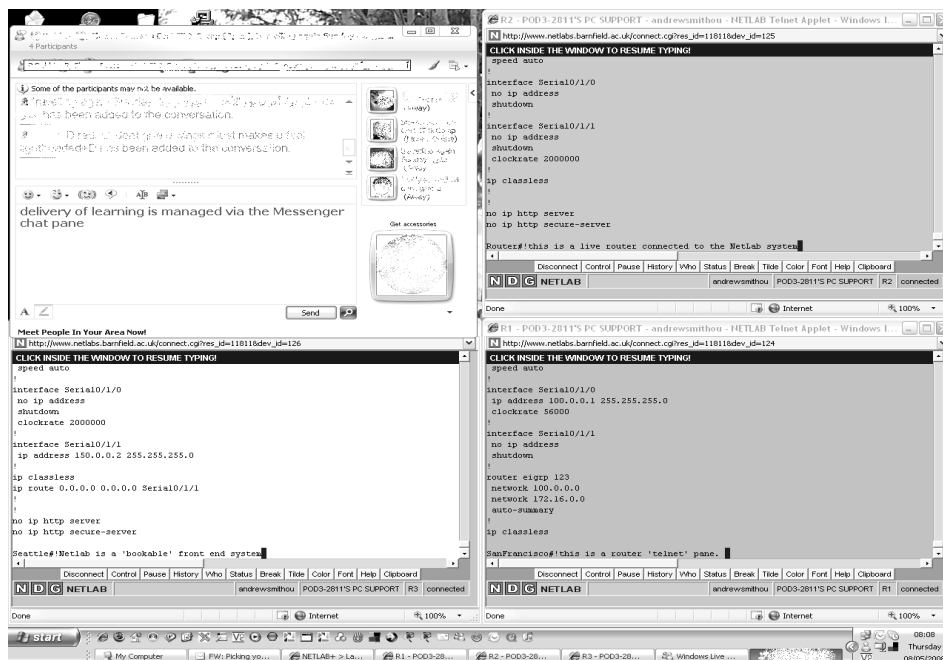 4 Participants
Some of the participants may not be available.
has been added to the conversation.
has been added to the conversation.
delivery of learning is managed via the Messenger
chat pane
Get accessories
Send
Meet People In Your Area Now!
R2 - POD3-2811'S PC SUPPORT - andrewsmithou - NETLAB Telnet Applet - Windows I...
http://www.netlabs.barnfield.ac.uk/connect.cgi?res_id=11811&dev_id=125
CLICK INSIDE THE WINDOW TO RESUME TYPING!
speed auto
!
interface Serial0/1/0
no ip address
shutdown
!
interface Serial0/1/1
no ip address
shutdown
clockrate 2000000
!
ip classless
!
!
no ip http server
no ip http secure-server
Router#!this is a live router connected to the NetLab system
Disconnect Control Pause History Who Status Break Tilde Color Font Help Clipboard
NDG NETLAB andrewsmithou POD3-2811'S PC SUPPORT R2 connected
Done Internet 100%
http://www.netlabs.barnfield.ac.uk/connect.cgi?res_id=11811&dev_id=126
CLICK INSIDE THE WINDOW TO RESUME TYPING!
speed auto
!
interface Serial0/1/0
no ip address
shutdown
clockrate 2000000
!
interface Serial0/1/1
ip address 150.0.0.2 255.255.255.0
!
ip classless
ip route 0.0.0.0 0.0.0.0 Serial0/1/1
!
!
no ip http server
no ip http secure-server
Seattle#!Netlab is a 'bookable' front end system
Disconnect Control Pause History Who Status Break Tilde Color Font Help Clipboard
NDG NETLAB andrewsmithou POD3-2811'S PC SUPPORT R3 connected
Done Internet 100%
R1 - POD3-2811'S PC SUPPORT - andrewsmithou - NETLAB Telnet Applet - Windows I...
http://www.netlabs.barnfield.ac.uk/connect.cgi?res_id=11811&dev_id=124
CLICK INSIDE THE WINDOW TO RESUME TYPING!
speed auto
!
interface Serial0/1/0
ip address 100.0.0.1 255.255.255.0
clockrate 56000
!
interface Serial0/1/1
no ip address
shutdown
!
router eigrp 123
network 100.0.0.0
network 172.16.0.0
auto-summary
!
ip classless
!
SanFrancisco#!this is a router 'telnet' pane.
Disconnect Control Pause History Who Status Break Tilde Color Font Help Clipboard
NDG NETLAB andrewsmithou POD3-2811'S PC SUPPORT R1 connected
Done Internet 100%
start
08:08
Thursday
My Computer FW: Picking yo... NETLAB+ > La... R1 - POD3-28... R2 - POD3-28... R3 - POD3-28... Windows Live ...